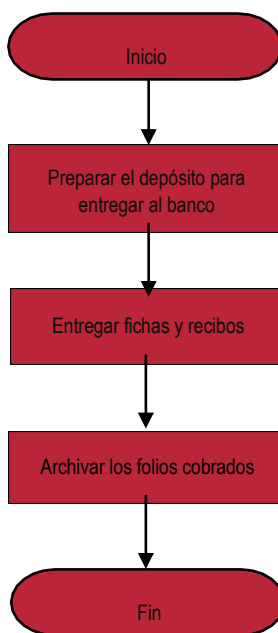 Inicio
Preparar el depósito para
entregar al banco
Entregar fichas y recibos
Archivar los folios cobrados
Fin